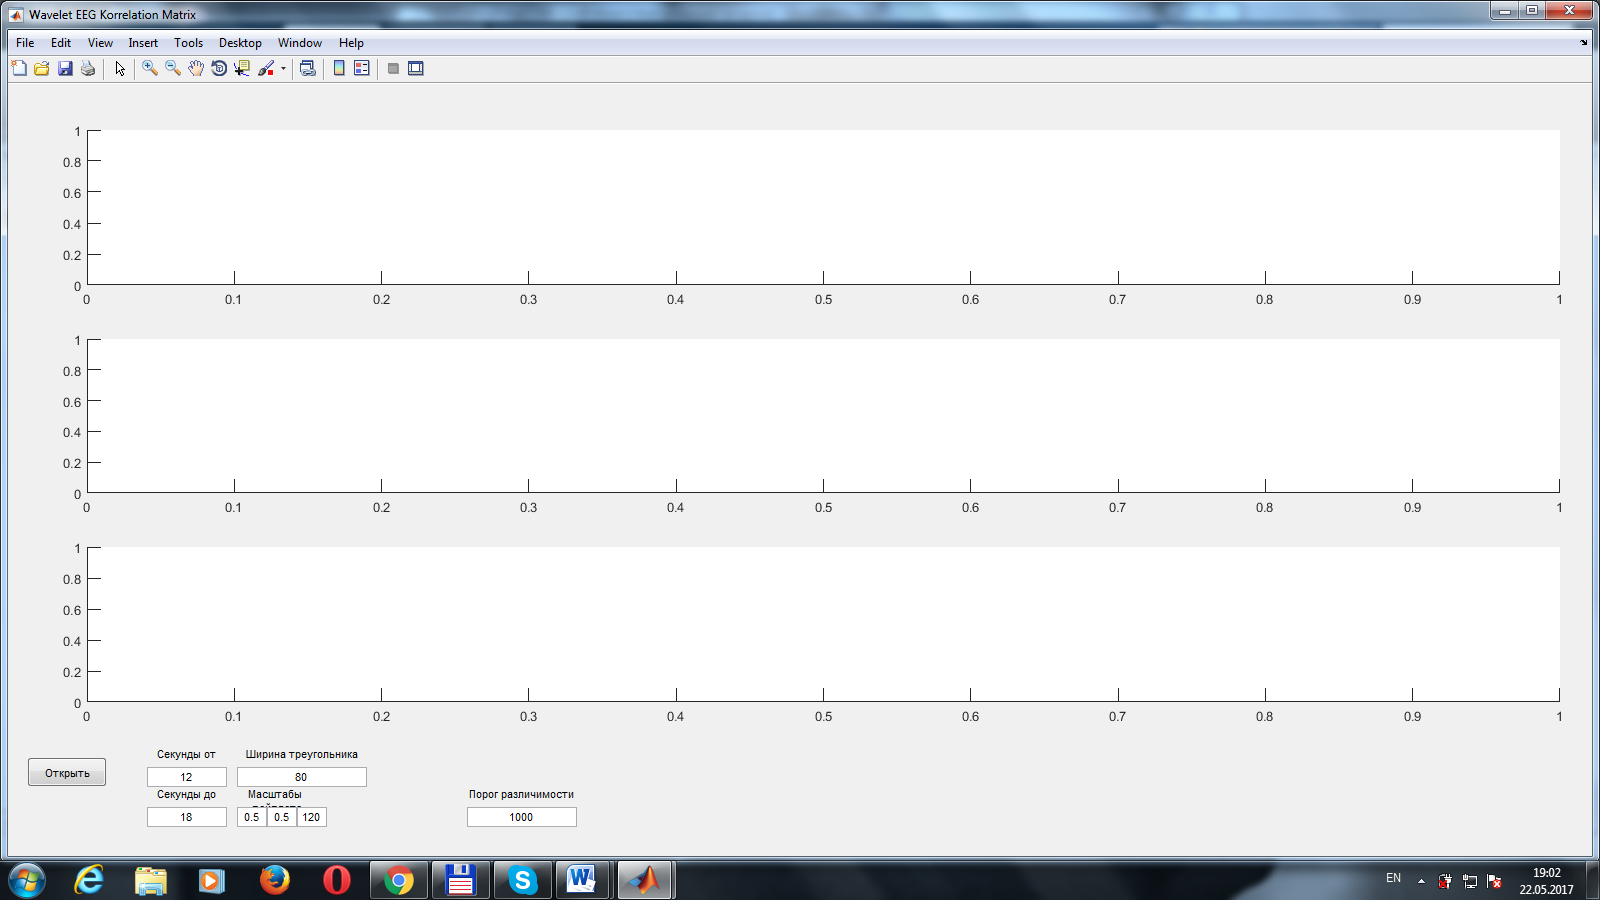 Wavelet EEG Korrelation Matrix
File Edit View Insert Tools Desktop Window Help
1
0.8
0.6
0.4
0.2
0
0 0.1 0.2 0.3 0.4 0.5 0.6 0.7 0.8 0.9 1
1
0.8
0.6
0.4
0.2
0
0 0.1 0.2 0.3 0.4 0.5 0.6 0.7 0.8 0.9 1
1
0.8
0.6
0.4
0.2
0
0 0.1 0.2 0.3 0.4 0.5 0.6 0.7 0.8 0.9 1
Открыть
Секунды от Ширина треугольника
12 80
Секунды до Масштабы Порог различимости
18 0.5 0.5 120 1000
EN
19:02
22.05.2017